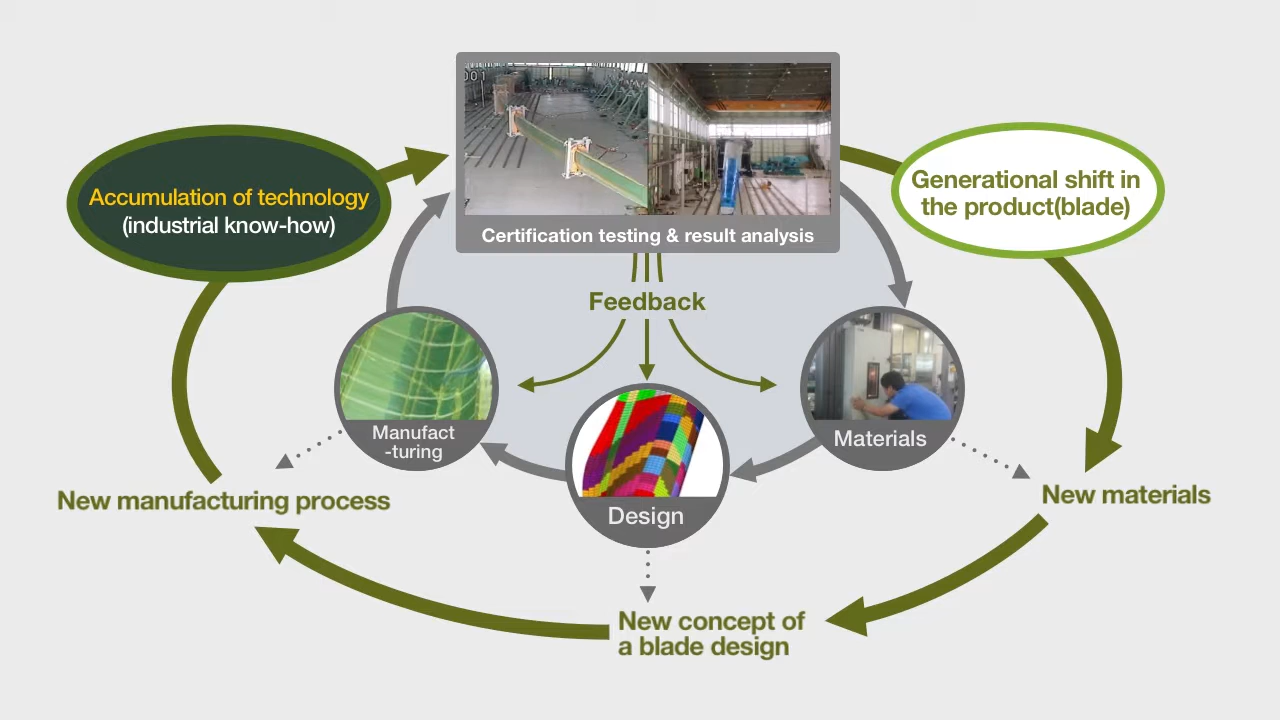 001
Certification testing & result analysis
Accumulation of technology
(industrial know-how)
Generational shift in
the product(blade)
Feedback
Manufact
-turing
Materials
Design
New manufacturing process
New materials
New concept of
a blade design